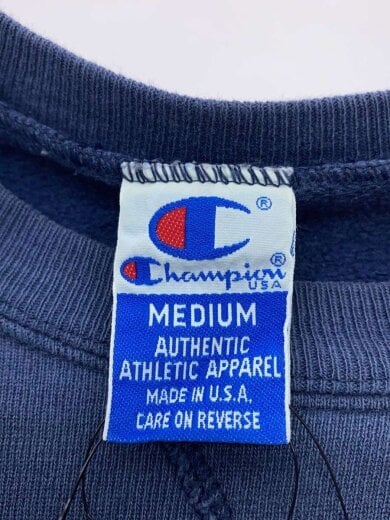 C ®
Champion ®
USA
MEDIUM
AUTHENTIC
ATHLETIC APPAREL
MADE IN U.S.A.
CARE ON REVERSE